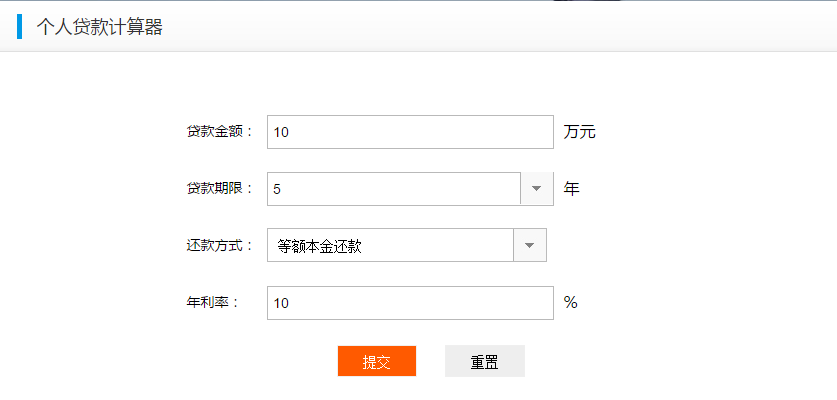 个人贷款计算器
贷款金额： 10 万元
贷款期限： 5 年
还款方式： 等额本金还款
年利率： 10 %
提交 重置